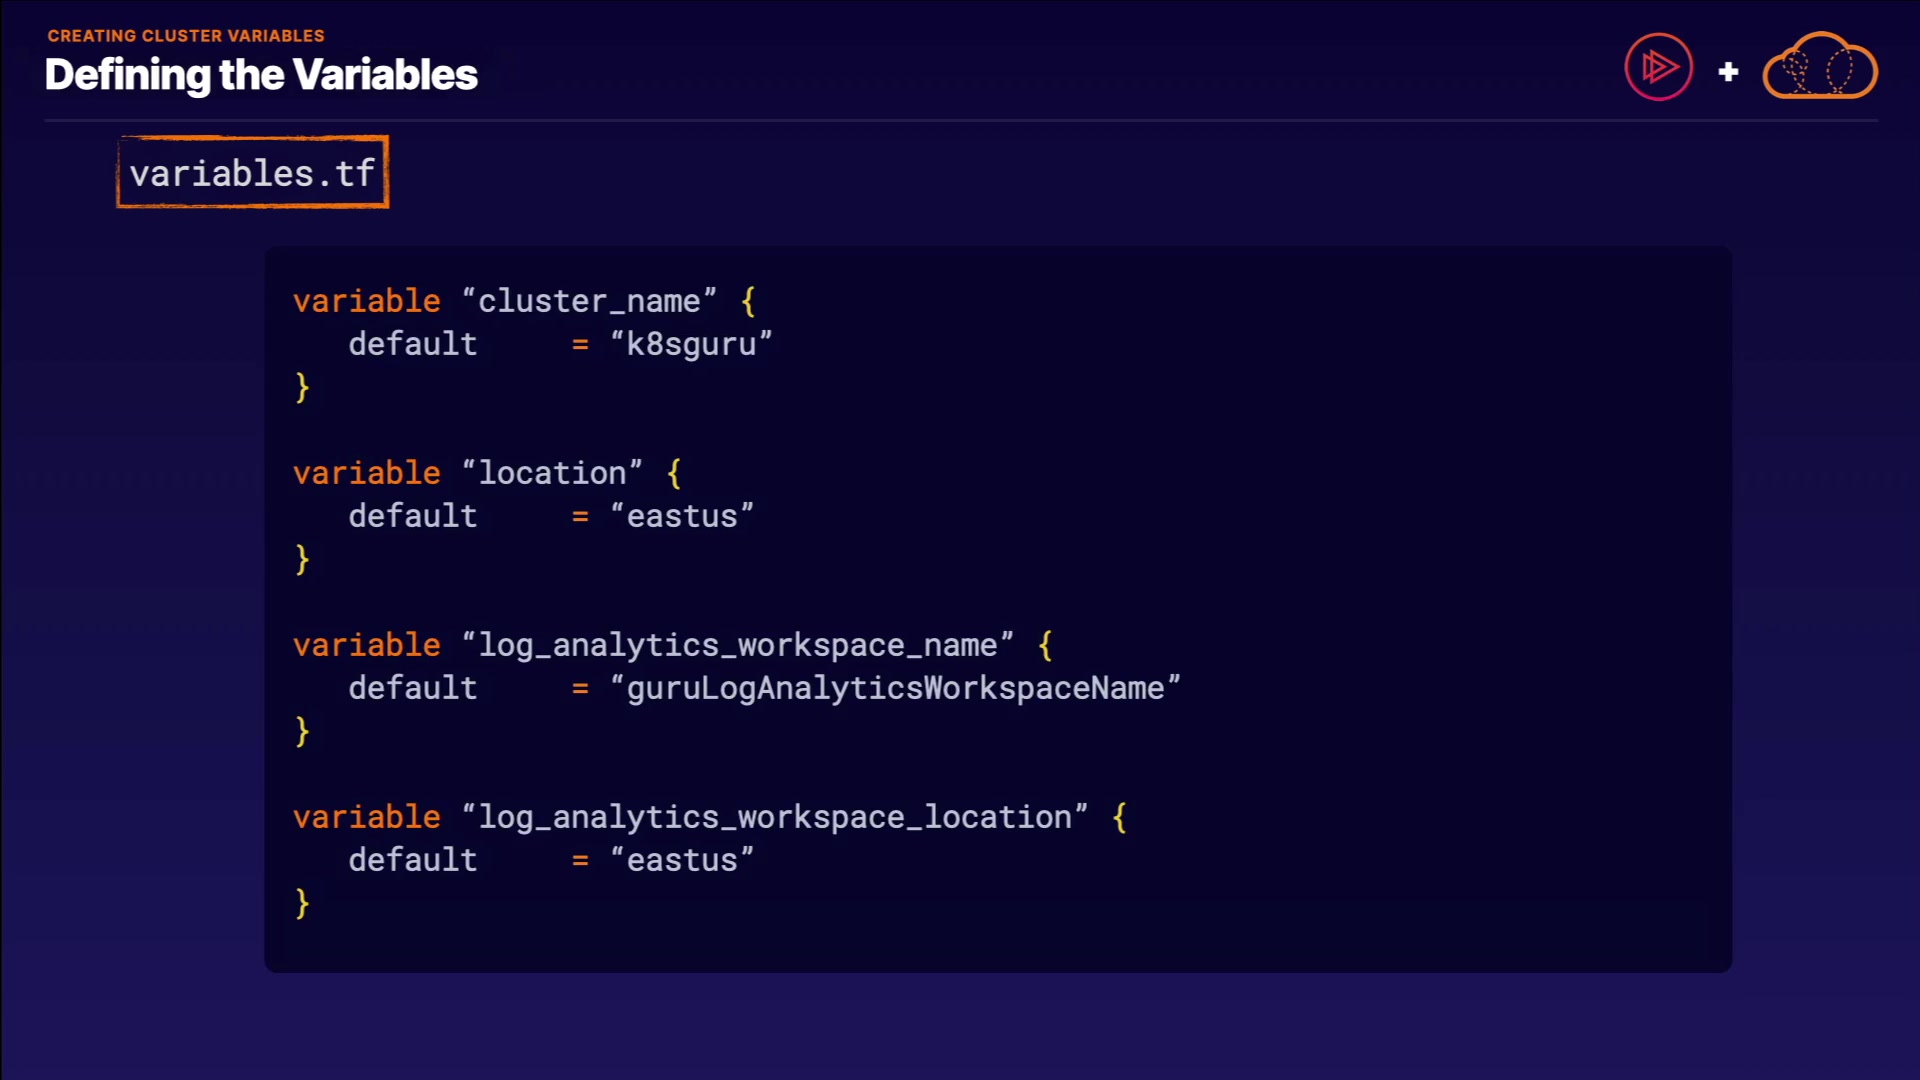 CREATING CLUSTER VARIABLES
Defining the Variables
+
variables.tf
variable “cluster_name” {
   default     = “k8sguru”
}
variable “location” {
   default     = “eastus”
}
variable “log_analytics_workspace_name” {
   default     = “guruLogAnalyticsWorkspaceName”
}
variable “log_analytics_workspace_location” {
   default     = “eastus”
}